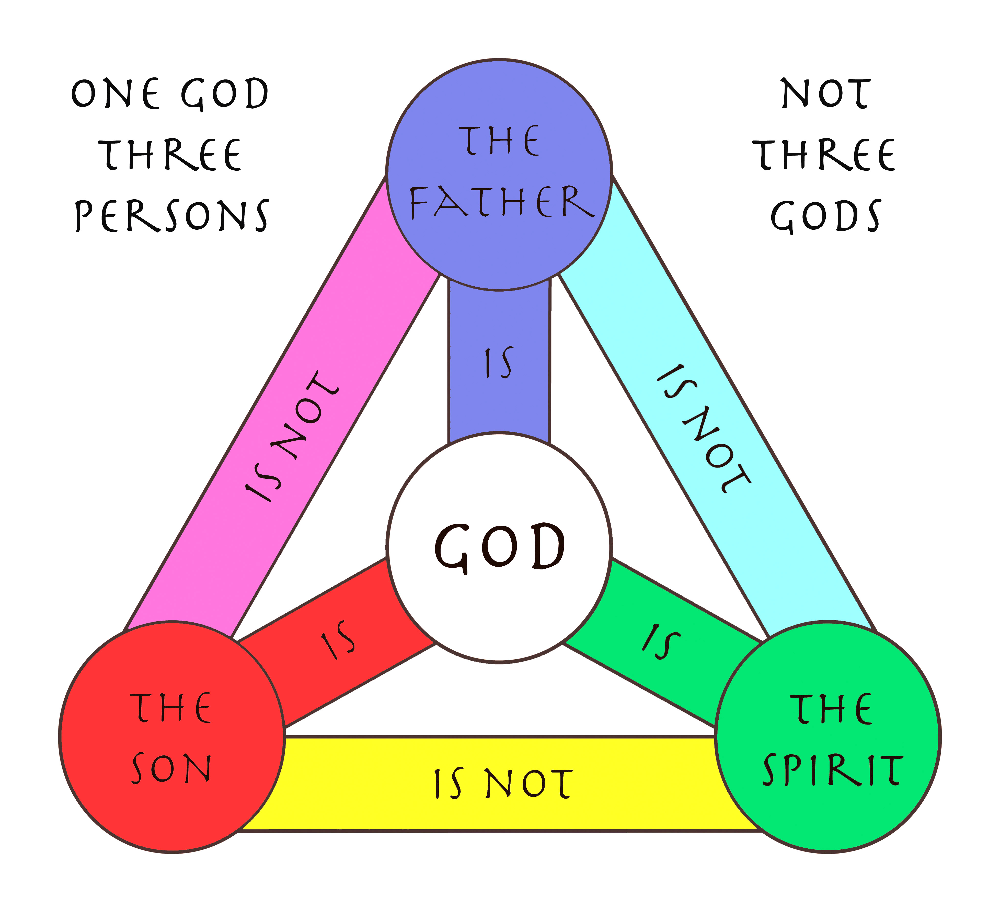 ONE GOD
THREE
PERSONS
NOT
THREE
GODS
THE
FATHER
IS NOT
IS
IS NOT
GOD
IS
IS
THE
SON
IS NOT
THE
SPIRIT